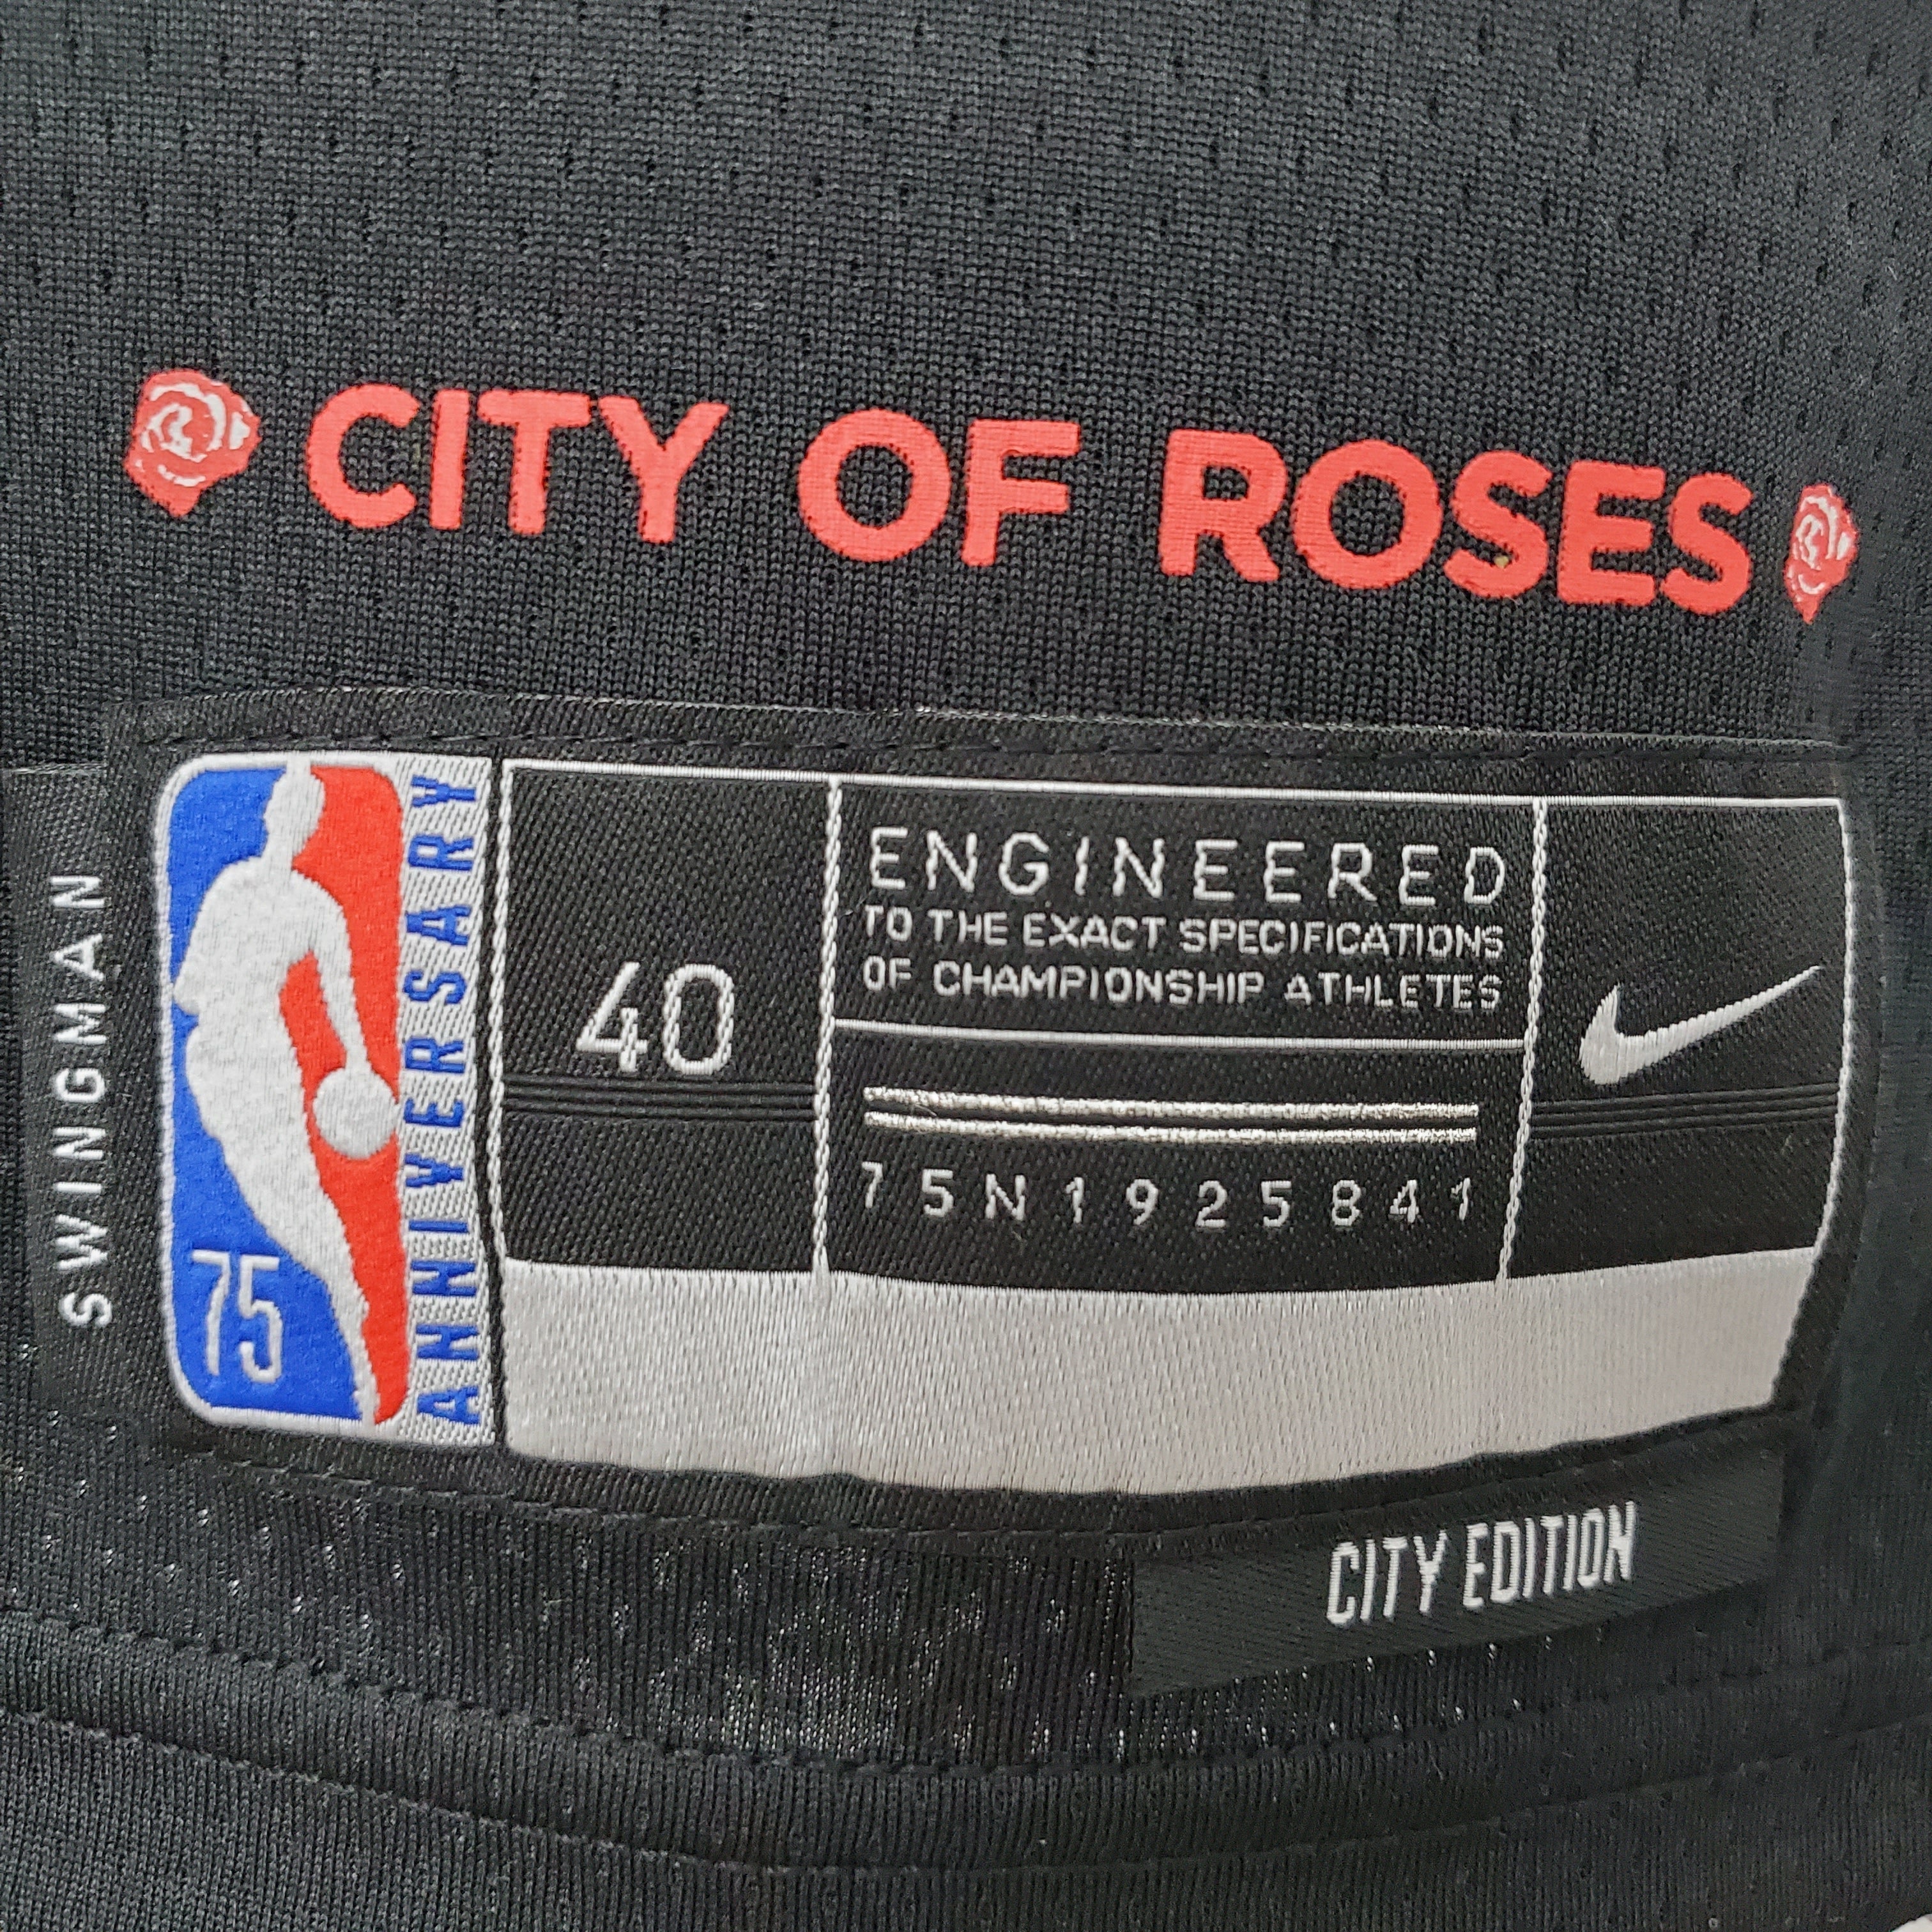 CITY OF ROSES
SWINGMAN
75
ANNIVERSARY
40
ENGINEERED
TO THE EXACT SPECIFICATIONS
OF CHAMPIONSHIP ATHLETES
75N1925841
CITY EDITION